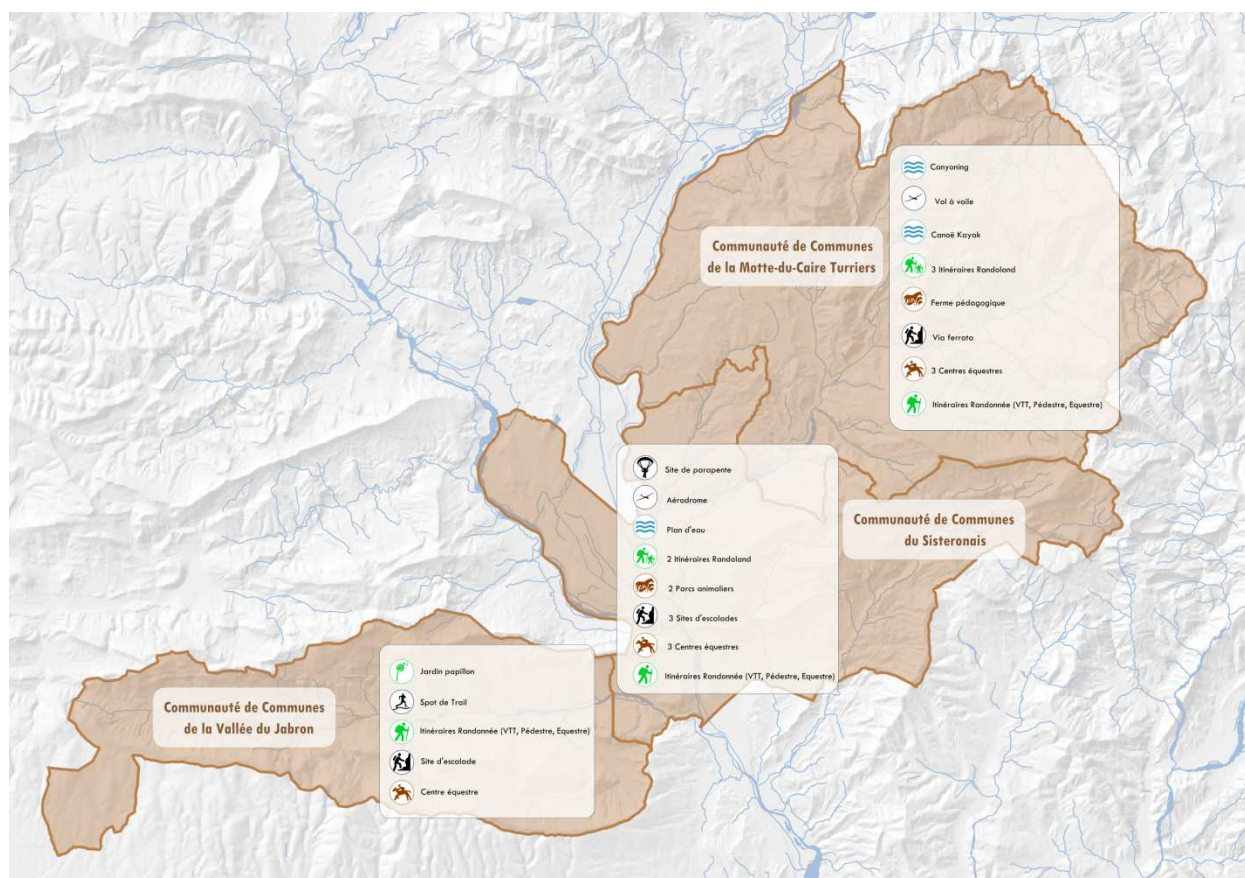 Canyoning
Vol à voile
Canoë Kayak
3 Itinéraires Randoland
Ferme pédagogique
Via ferrata
3 Centres équestres
Itinéraires Randonnée (VTT, Pédestre, Equestre)
Communauté de Communes
de la Motte-du-Caire Turriers
Site de parapente
Aérodrome
Plan d'eau
2 Itinéraires Randoland
2 Parcs animaliers
3 Sites d'escalades
3 Centres équestres
Itinéraires Randonnée (VTT, Pédestre, Equestre)
Communauté de Communes
du Sisteronais
Jardin papillon
Spot de Trail
Itinéraires Randonnée (VTT, Pédestre, Equestre)
Site d'escalade
Centre équestre
Communauté de Communes
de la Vallée du Jabron